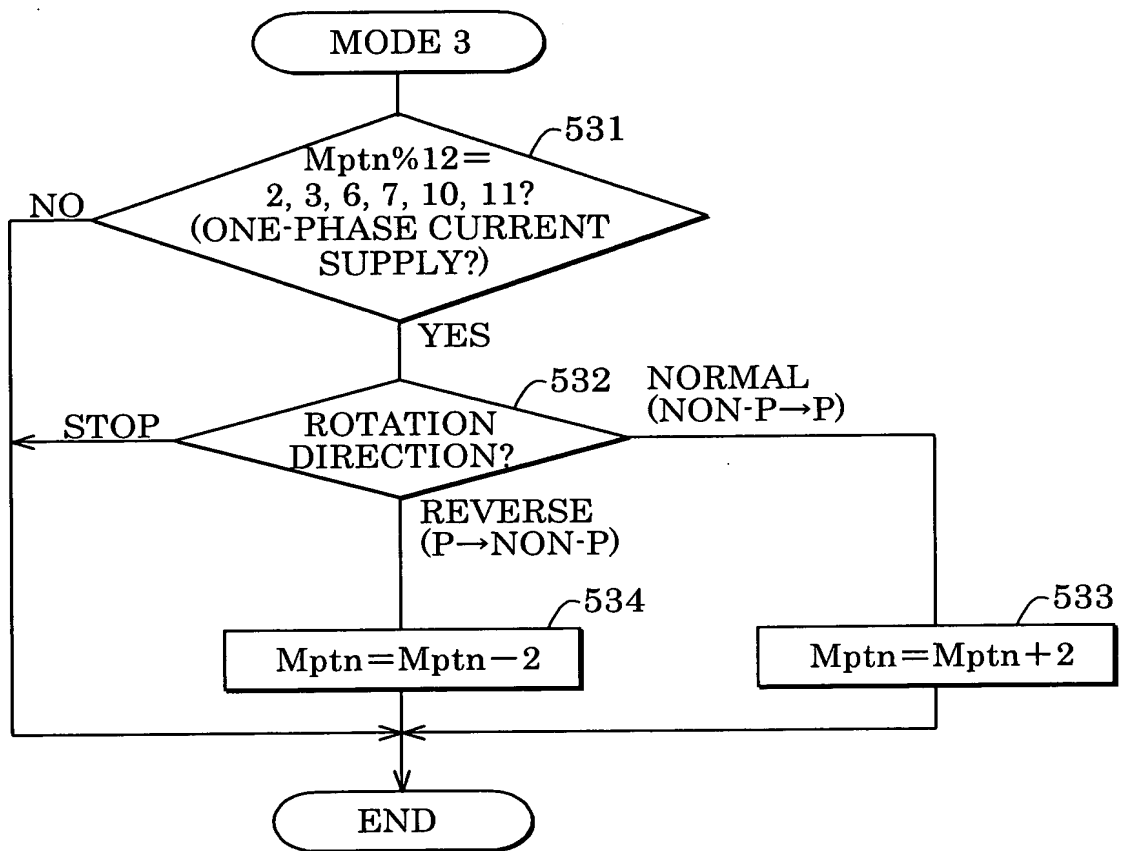 MODE 3
531
Mptn%12=
2, 3, 6, 7, 10, 11?
(ONE-PHASE CURRENT
SUPPLY?)
NO
YES
532
ROTATION
DIRECTION?
STOP
NORMAL
(NON-P→P)
REVERSE
(P→NON-P)
534
Mptn=Mptn−2
533
Mptn=Mptn+2
END